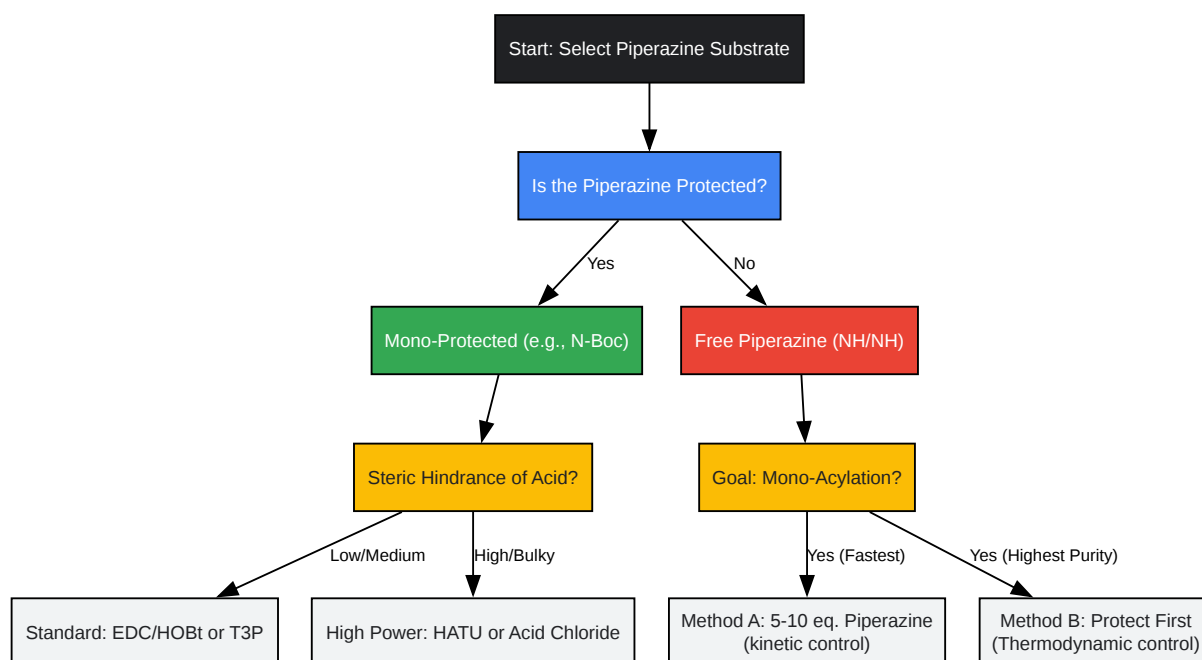 Start: Select Piperazine Substrate
Is the Piperazine Protected?
Yes
No
Mono-Protected (e.g., N-Boc)
Free Piperazine (NH/NH)
Steric Hindrance of Acid?
Goal: Mono-Acylation?
Low/Medium
High/Bulky
Yes (Fastest)
Yes (Highest Purity)
Standard: EDC/HOBt or T3P
High Power: HATU or Acid Chloride
Method A: 5-10 eq. Piperazine
(kinetic control)
Method B: Protect First
(Thermodynamic control)